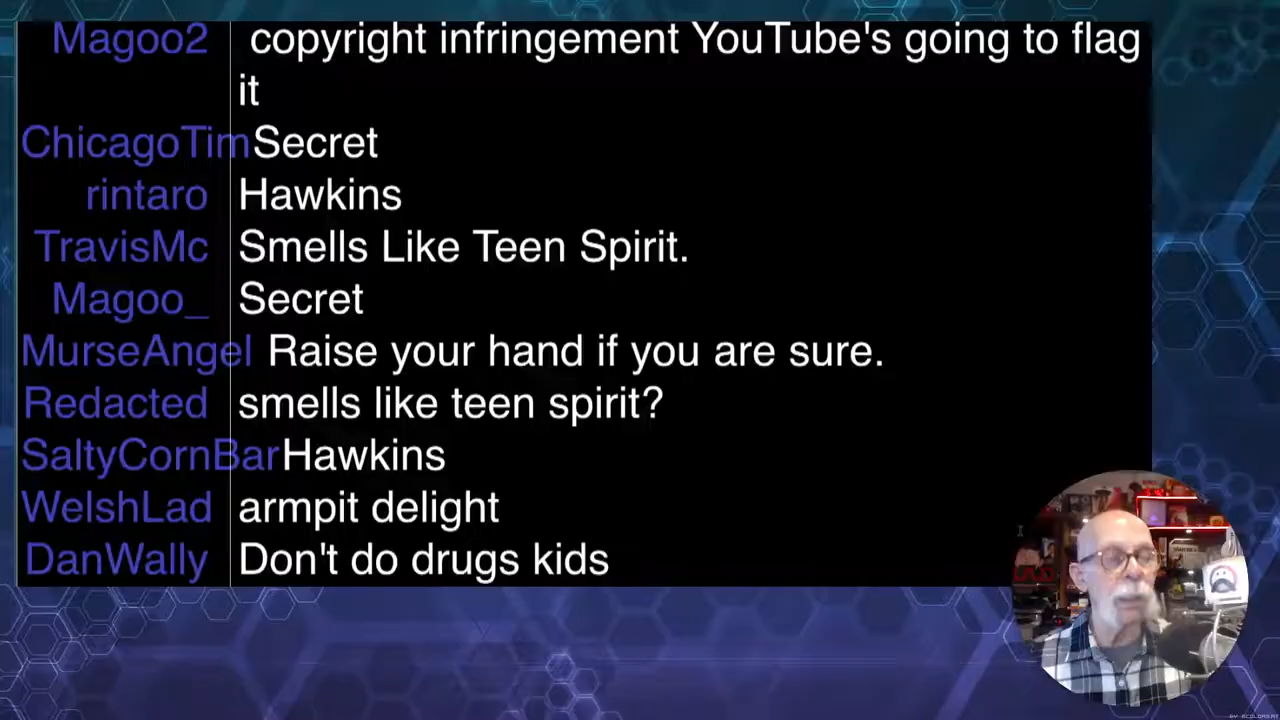 Magoo2 copyright infringement YouTube's going to flag
it
ChicagoTim Secret
rintaro Hawkins
TravisMc Smells Like Teen Spirit.
Magoo_ Secret
MurseAngel Raise your hand if you are sure.
Redacted smells like teen spirit?
SaltyCornBar Hawkins
WelshLad armpit delight
DanWally Don't do drugs kids